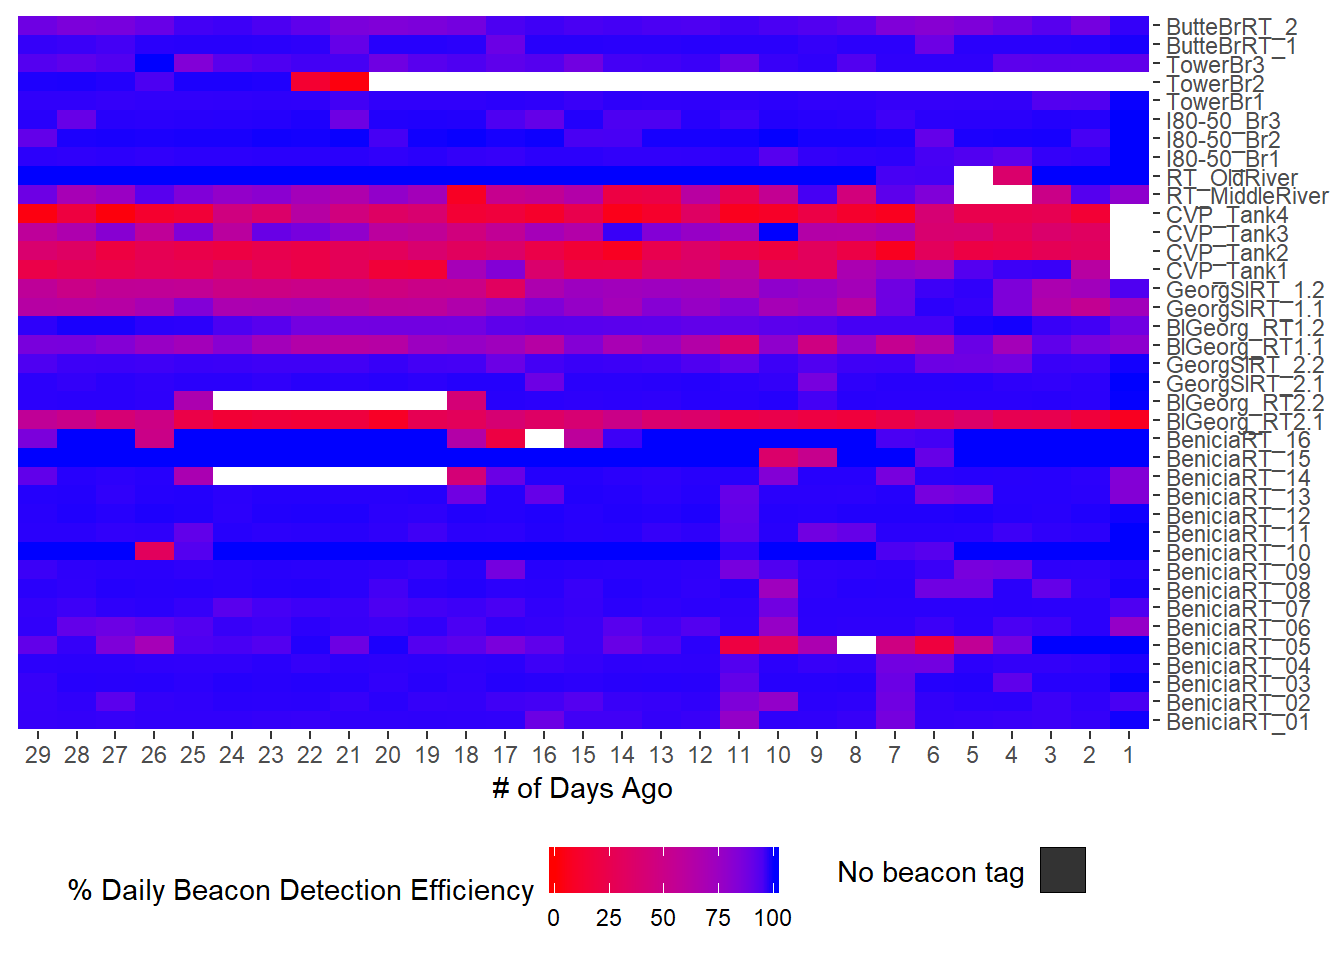 ButteBrRT_2
ButteBrRT_1
TowerBr3
TowerBr2
TowerBr1
I80-50_Br3
I80-50_Br2
I80-50_Br1
RT_OldRiver
RT_MiddleRiver
CVP_Tank4
CVP_Tank3
CVP_Tank2
CVP_Tank1
GeorgSlRT_1.2
GeorgSlRT_1.1
BlGeorg_RT1.2
BlGeorg_RT1.1
GeorgSlRT_2.2
GeorgSlRT_2.1
BlGeorg_RT2.2
BlGeorg_RT2.1
BeniciaRT_16
BeniciaRT_15
BeniciaRT_14
BeniciaRT_13
BeniciaRT_12
BeniciaRT_11
BeniciaRT_10
BeniciaRT_09
BeniciaRT_08
BeniciaRT_07
BeniciaRT_06
BeniciaRT_05
BeniciaRT_04
BeniciaRT_03
BeniciaRT_02
BeniciaRT_01
29 28 27 26 25 24 23 22 21 20 19 18 17 16 15 14 13 12 11 10 9 8 7 6 5 4 3 2 1
# of Days Ago
% Daily Beacon Detection Efficiency
0 25 50 75 100
No beacon tag